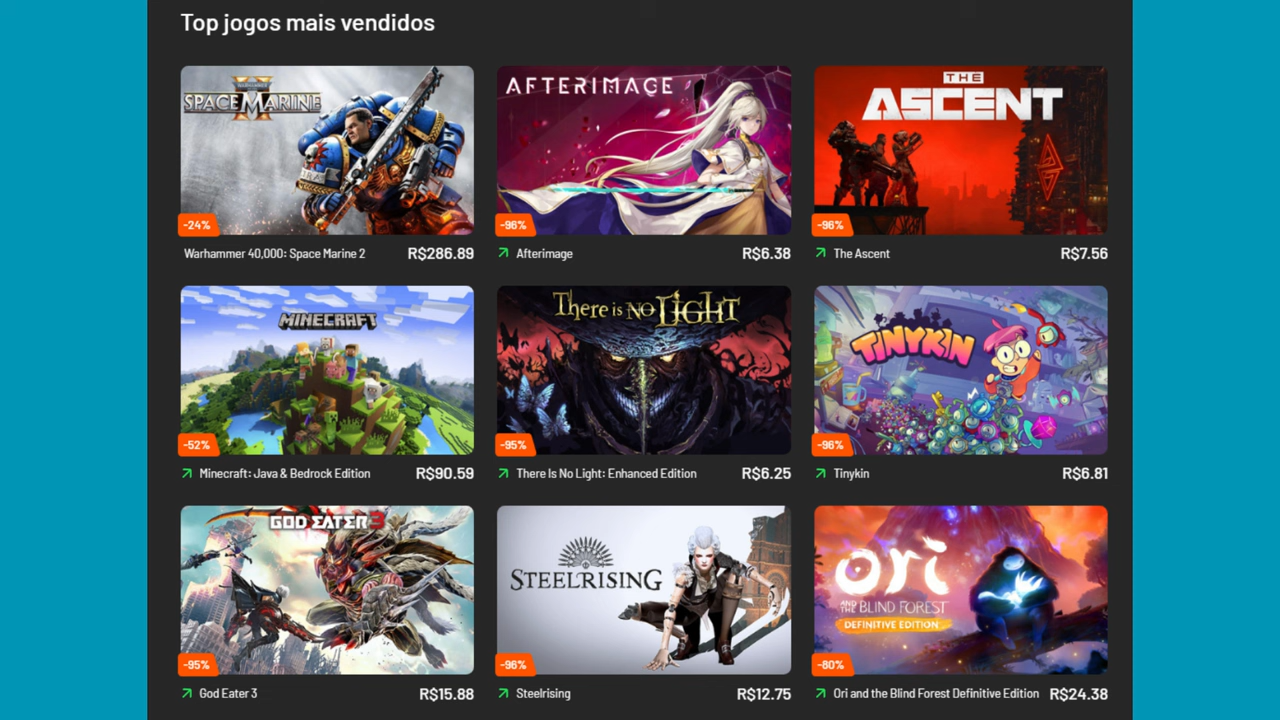 Top jogos mais vendidos
SPACE MARINE
II
-24%
Warhammer 40,000: Space Marine 2 R$286.89
AFTERIMAGE
-96%
Afterimage R$6.38
THE
ASCENT
-96%
The Ascent R$7.56
MINECRAFT
-52%
Minecraft: Java & Bedrock Edition R$90.59
There is NO LIGHT
-95%
There Is No Light: Enhanced Edition R$6.25
TINYKIN
-96%
Tinykin R$6.81
GOD EATER 3
-95%
God Eater 3 R$15.88
STEELRISING
-96%
Steelrising R$12.75
ori
AND THE BLIND FOREST
DEFINITIVE EDITION
-80%
Ori and the Blind Forest Definitive Edition R$24.38